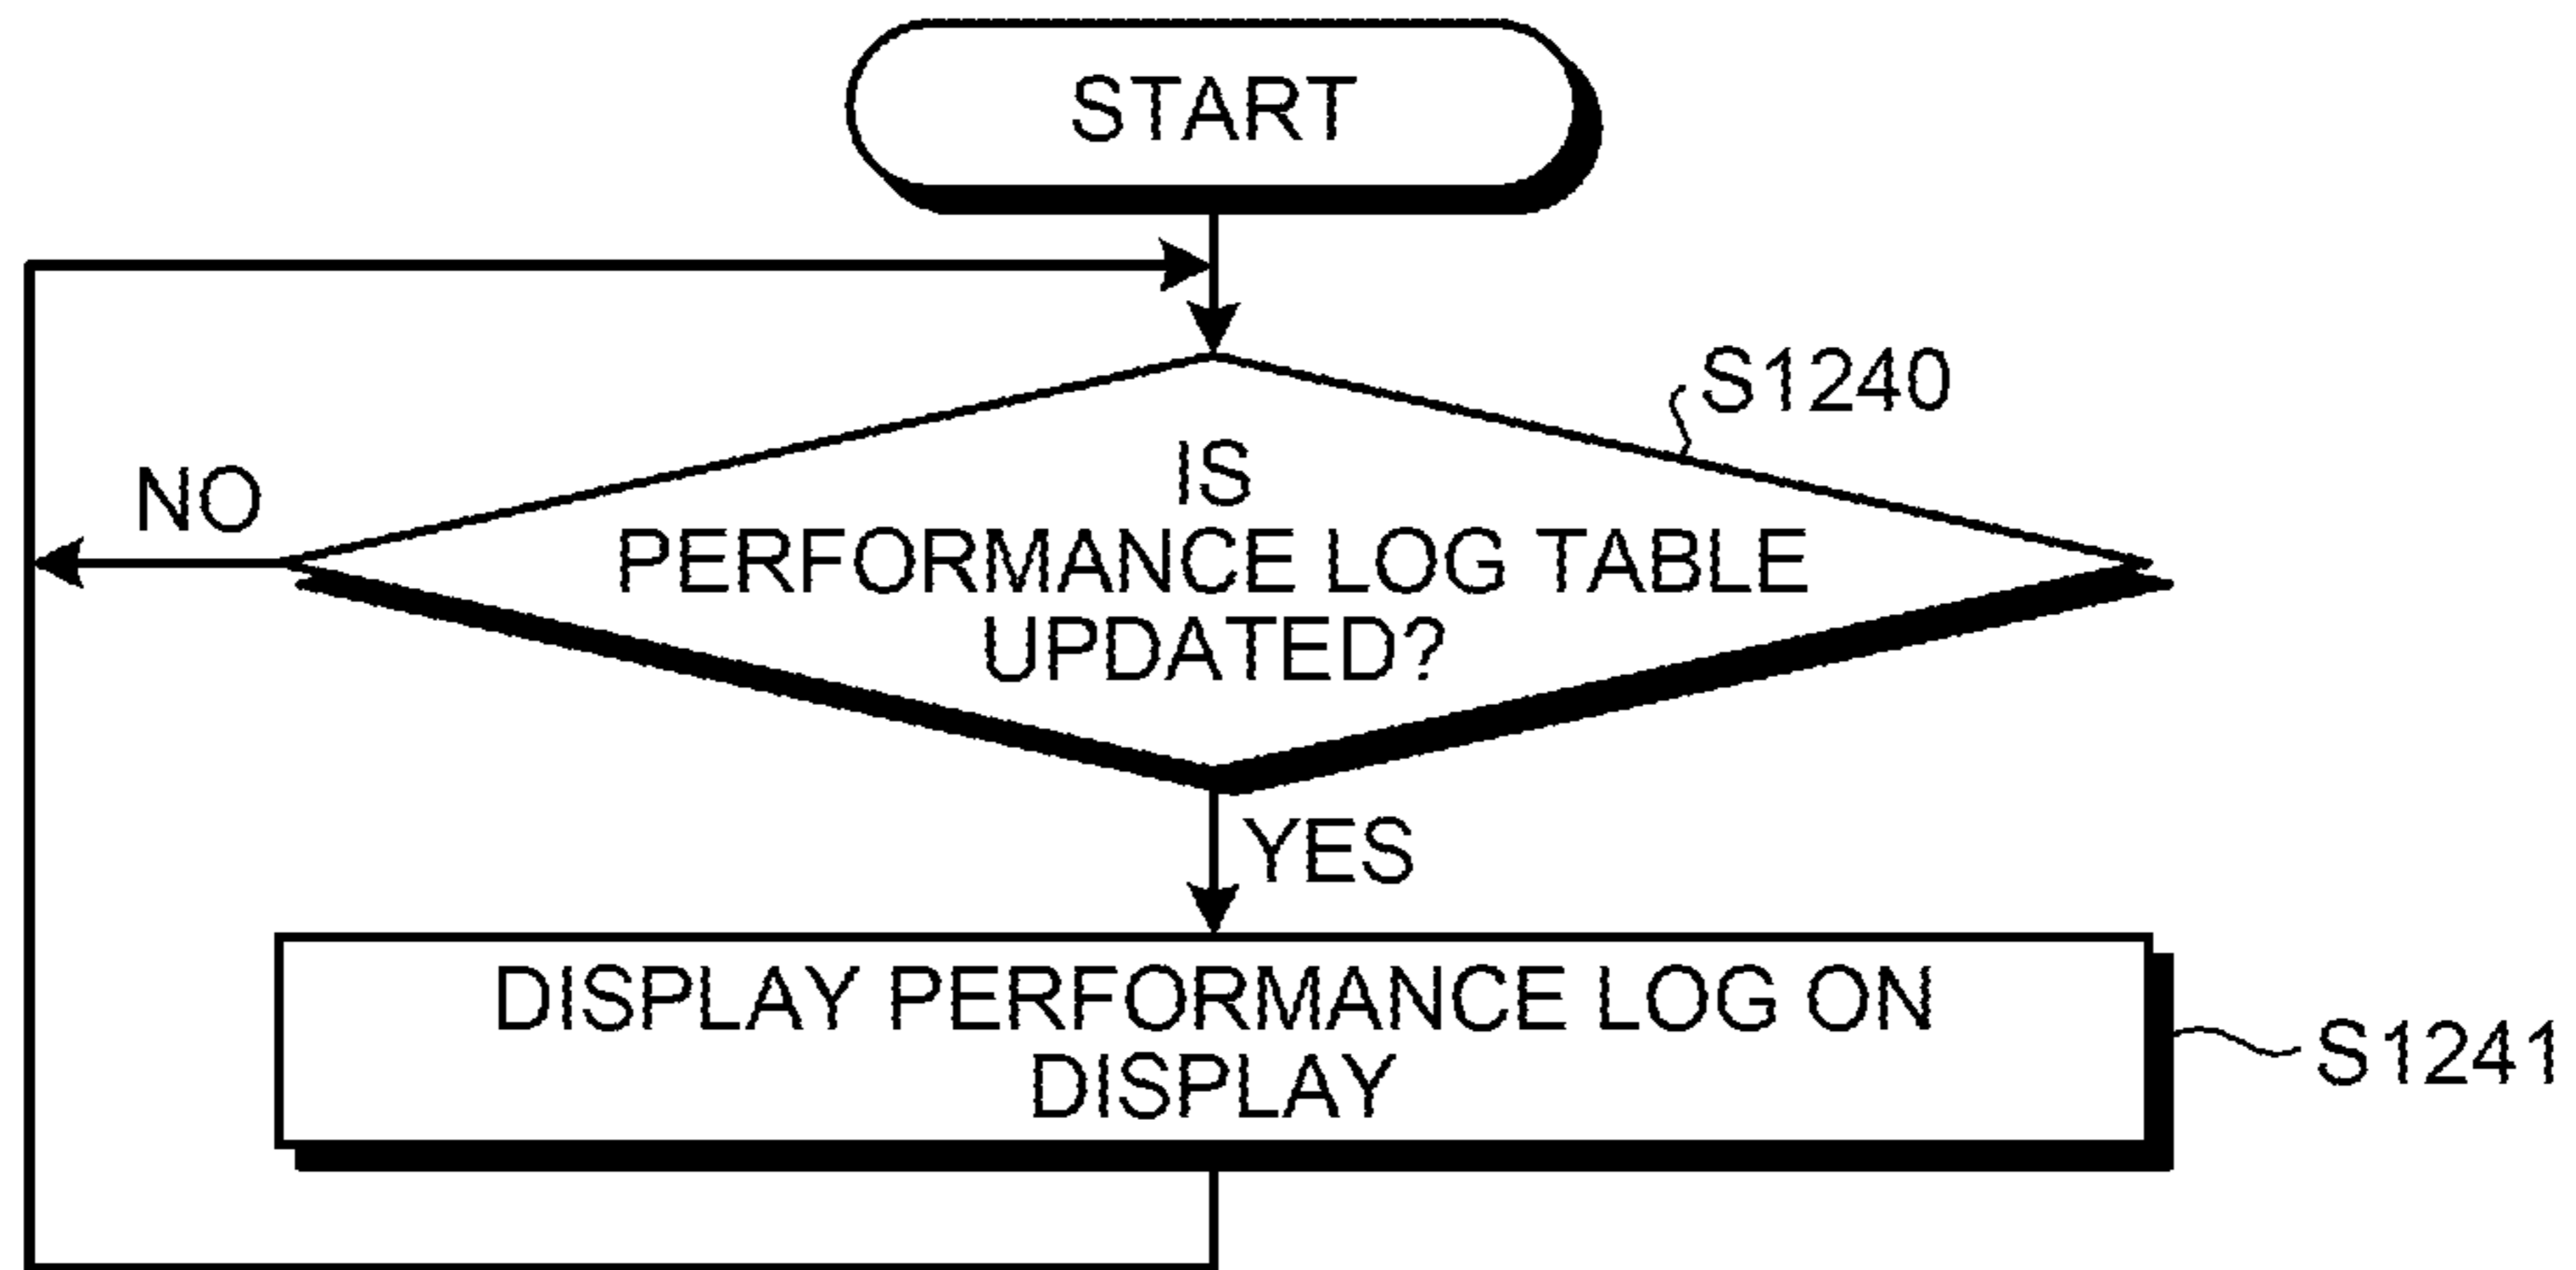 START
S1240
IS
PERFORMANCE LOG TABLE
UPDATED?
NO
YES
DISPLAY PERFORMANCE LOG ON
DISPLAY
S1241